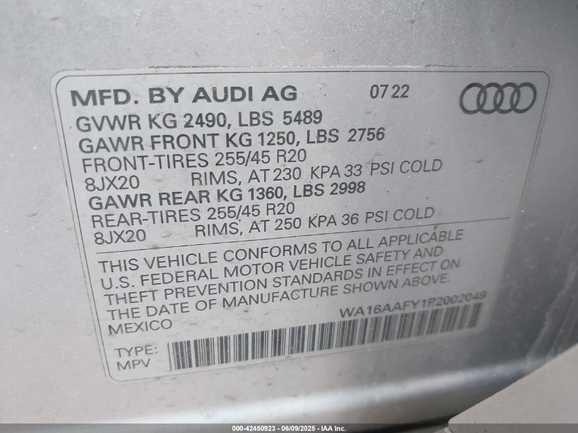 MFD. BY AUDI AG 07 22
GVWR KG 2490, LBS 5489
GAWR FRONT KG 1250, LBS 2756
FRONT-TIRES 255/45 R20
8JX20 RIMS, AT 230 KPA 33 PSI COLD
GAWR REAR KG 1360, LBS 2998
REAR-TIRES 255/45 R20
8JX20 RIMS, AT 250 KPA 36 PSI COLD
THIS VEHICLE CONFORMS TO ALL APPLICABLE
U.S. FEDERAL MOTOR VEHICLE SAFETY AND
THEFT PREVENTION STANDARDS IN EFFECT ON
THE DATE OF MANUFACTURE SHOWN ABOVE.
MEXICO
WA16AAFY1P2002049
TYPE:
MPV
000-42450923 - 06/09/2025 - IAA, Inc.